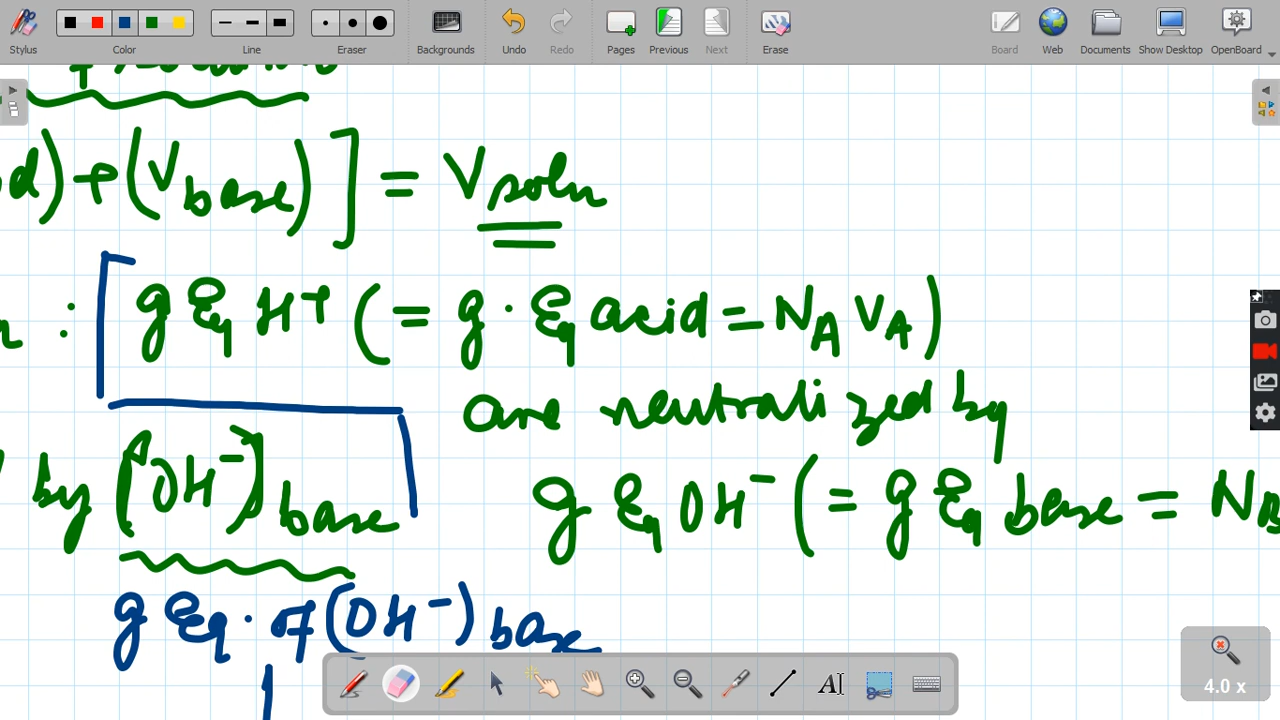 Stylus Color Line Eraser Backgrounds Undo Redo Pages Previous Next Erase Board Web Documents Show Desktop OpenBoard
d) + (V base)] = V soln
: [ g Eq H+ (= g. Eq acid = NA VA)
are neutralized by
by (OH-) base
g Eq OH- (= g Eq base = NB
g Eq. of (OH-) base
4.0 x